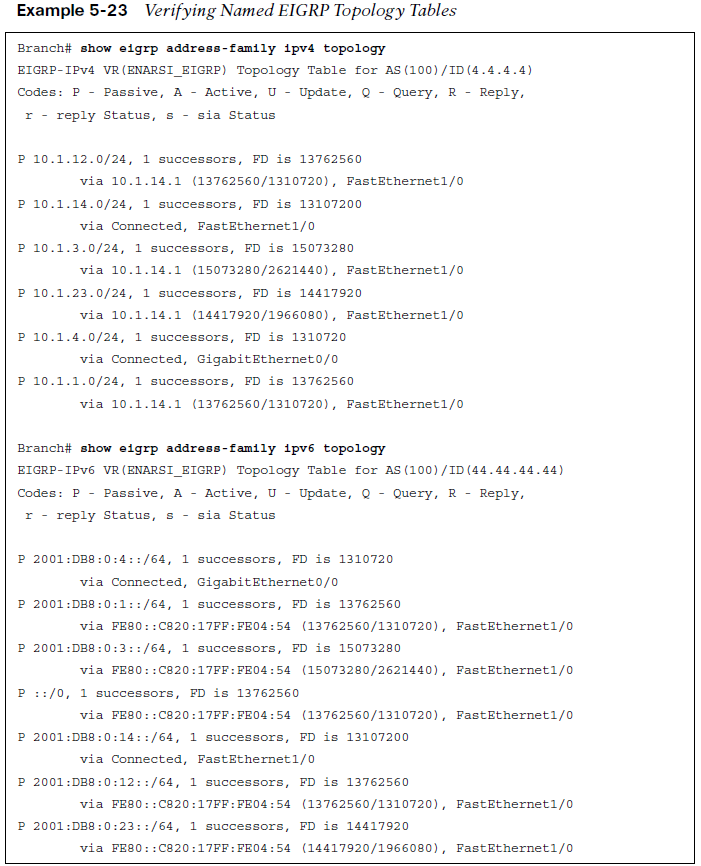 Example 5-23 Verifying Named EIGRP Topology Tables
Branch# show eigrp address-family ipv4 topology
EIGRP-IPv4 VR(ENARSI_EIGRP) Topology Table for AS(100)/ID(4.4.4.4)
Codes: P - Passive, A - Active, U - Update, Q - Query, R - Reply,
r - reply Status, s - sia Status
P 10.1.12.0/24, 1 successors, FD is 13762560
via 10.1.14.1 (13762560/1310720), FastEthernet1/0
P 10.1.14.0/24, 1 successors, FD is 13107200
via Connected, FastEthernet1/0
P 10.1.3.0/24, 1 successors, FD is 15073280
via 10.1.14.1 (15073280/2621440), FastEthernet1/0
P 10.1.23.0/24, 1 successors, FD is 14417920
via 10.1.14.1 (14417920/1966080), FastEthernet1/0
P 10.1.4.0/24, 1 successors, FD is 1310720
via Connected, GigabitEthernet0/0
P 10.1.1.0/24, 1 successors, FD is 13762560
via 10.1.14.1 (13762560/1310720), FastEthernet1/0
Branch# show eigrp address-family ipv6 topology
EIGRP-IPv6 VR(ENARSI_EIGRP) Topology Table for AS(100)/ID(44.44.44.44)
Codes: P - Passive, A - Active, U - Update, Q - Query, R - Reply,
r - reply Status, s - sia Status
P 2001:DB8:0:4::/64, 1 successors, FD is 1310720
via Connected, GigabitEthernet0/0
P 2001:DB8:0:1::/64, 1 successors, FD is 13762560
via FE80::C820:17FF:FE04:54 (13762560/1310720), FastEthernet1/0
P 2001:DB8:0:3::/64, 1 successors, FD is 15073280
via FE80::C820:17FF:FE04:54 (15073280/2621440), FastEthernet1/0
P ::/0, 1 successors, FD is 13762560
via FE80::C820:17FF:FE04:54 (13762560/1310720), FastEthernet1/0
P 2001:DB8:0:14::/64, 1 successors, FD is 13107200
via Connected, FastEthernet1/0
P 2001:DB8:0:12::/64, 1 successors, FD is 13762560
via FE80::C820:17FF:FE04:54 (13762560/1310720), FastEthernet1/0
P 2001:DB8:0:23::/64, 1 successors, FD is 14417920
via FE80::C820:17FF:FE04:54 (14417920/1966080), FastEthernet1/0